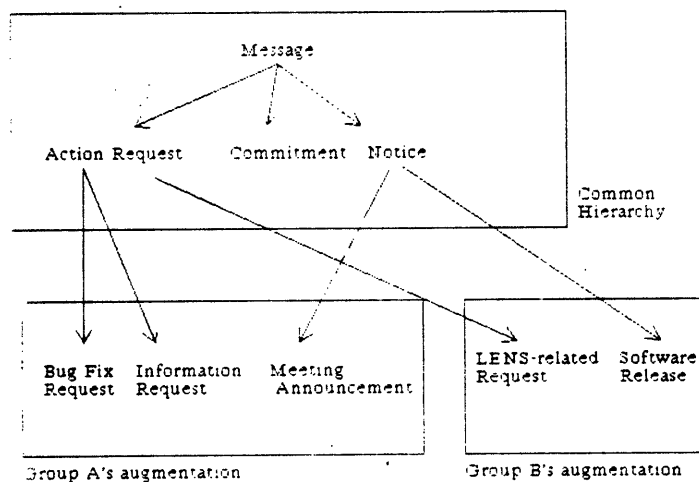 Message
Action Request
Commitment
Notice
Common
Hierarchy
Bug Fix
Request
Information
Request
Meeting
Announcement
LENS-related
Request
Software
Release
Group A's augmentation
Group B's augmentation